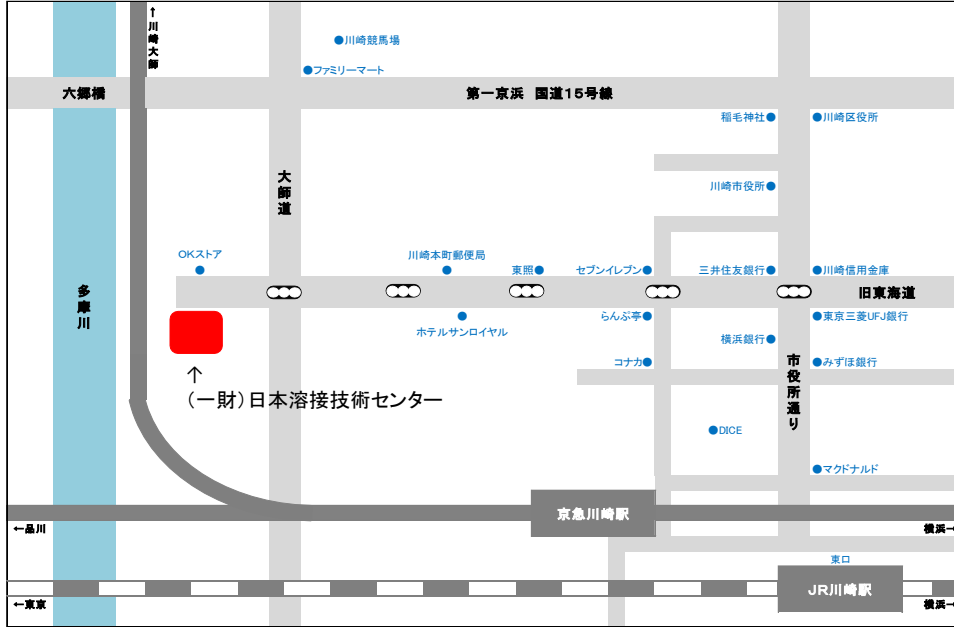 ↑川崎大師
川崎競馬場
ファミリーマート
六郷橋
第一京浜 国道15号線
稲毛神社
川崎区役所
大師道
川崎市役所
OKストア
川崎本町郵便局
東照
セブンイレブン
三井住友銀行
川崎信用金庫
多摩川
旧東海道
ホテルサンロイヤル
らんぶ亭
東京三菱UFJ銀行
横浜銀行
コナカ
みずほ銀行
市役所通り
↑
(一財)日本溶接技術センター
DICE
マクドナルド
京急川崎駅
←品川
横浜→
東口
JR川崎駅
←東京
横浜→